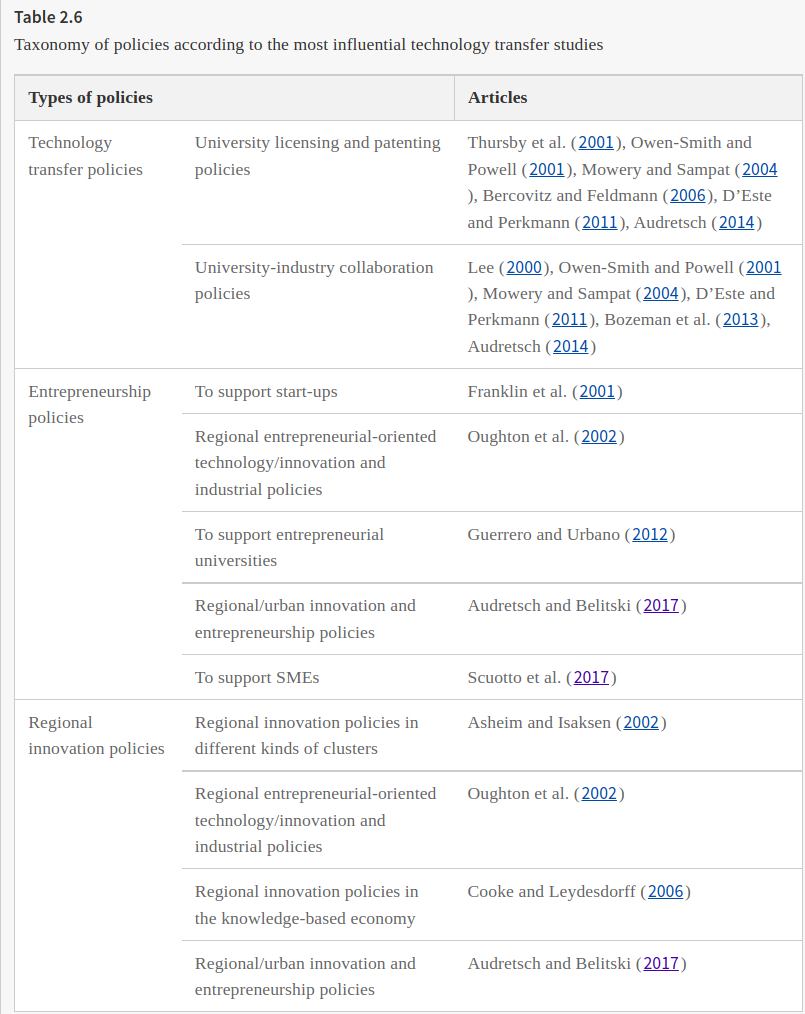 Table 2.6
Taxonomy of policies according to the most influential technology transfer studies
Types of policies
Articles
Technology
transfer policies
University licensing and patenting
policies
Thursby et al. (2001), Owen-Smith and
Powell (2001), Mowery and Sampat (2004
), Bercovitz and Feldmann (2006), D’Este
and Perkmann (2011), Audretsch (2014)
University-industry collaboration
policies
Lee (2000), Owen-Smith and Powell (2001
), Mowery and Sampat (2004), D’Este and
Perkmann (2011), Bozeman et al. (2013),
Audretsch (2014)
Entrepreneurship
policies
To support start-ups
Franklin et al. (2001)
Regional entrepreneurial-oriented
technology/innovation and
industrial policies
Oughton et al. (2002)
To support entrepreneurial
universities
Guerrero and Urbano (2012)
Regional/urban innovation and
entrepreneurship policies
Audretsch and Belitski (2017)
To support SMEs
Scuotto et al. (2017)
Regional
innovation policies
Regional innovation policies in
different kinds of clusters
Asheim and Isaksen (2002)
Regional entrepreneurial-oriented
technology/innovation and
industrial policies
Oughton et al. (2002)
Regional innovation policies in
the knowledge-based economy
Cooke and Leydesdorff (2006)
Regional/urban innovation and
entrepreneurship policies
Audretsch and Belitski (2017)